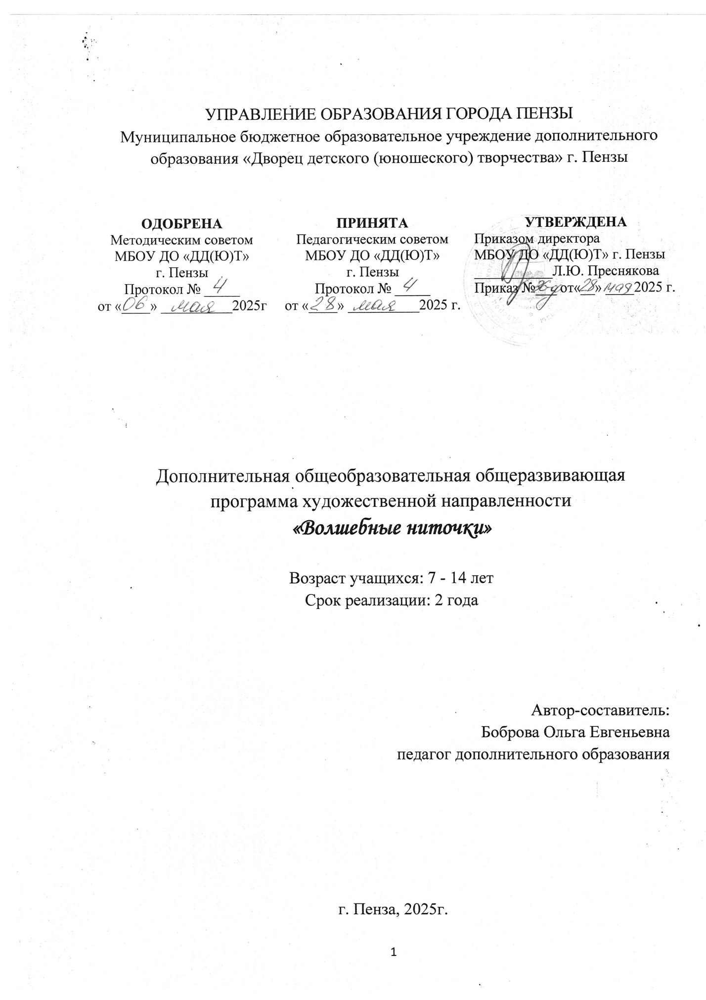 УПРАВЛЕНИЕ ОБРАЗОВАНИЯ ГОРОДА ПЕНЗЫ
Муниципальное бюджетное образовательное учреждение дополнительного
образования «Дворец детского (юношеского) творчества» г. Пензы
ОДОБРЕНА
Методическим советом
МБОУ ДО «ДД(Ю)Т»
г. Пензы
Протокол № 4
от «06» мая 2025г
ПРИНЯТА
Педагогическим советом
МБОУ ДО «ДД(Ю)Т»
г. Пензы
Протокол № 4
от «28» мая 2025 г.
УТВЕРЖДЕНА
Приказом директора
МБОУ ДО «ДД(Ю)Т» г. Пензы
Л.Ю. Преснякова
Приказ № от«28» мая 2025 г.
Дополнительная общеобразовательная общеразвивающая
программа художественной направленности
«Волшебные ниточки»
Возраст учащихся: 7 - 14 лет
Срок реализации: 2 года
Автор-составитель:
Боброва Ольга Евгеньевна
педагог дополнительного образования
г. Пенза, 2025г.
1